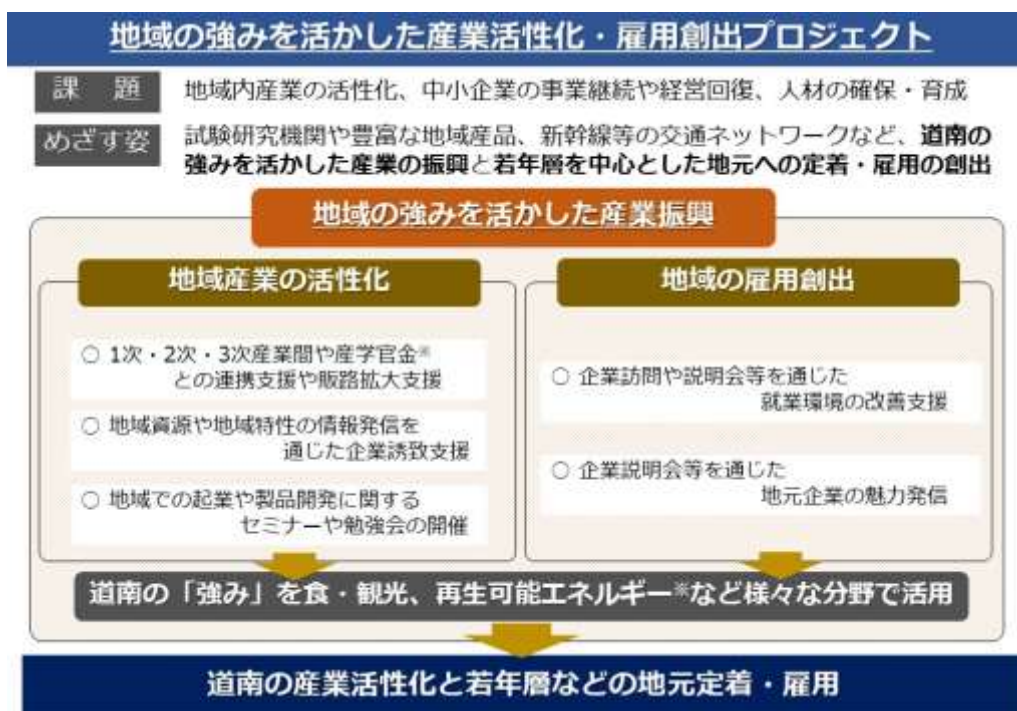 地域の強みを活かした産業活性化・雇用創出プロジェクト
課 題
地域内産業の活性化、中小企業の事業継続や経営回復、人材の確保・育成
めざす姿
試験研究機関や豊富な地域産品、新幹線等の交通ネットワークなど、道南の
強みを活かした産業の振興と若年層を中心とした地元への定着・雇用の創出
地域の強みを活かした産業振興
地域産業の活性化
○ 1次・2次・3次産業間や産学官金※
との連携支援や販路拡大支援
○ 地域資源や地域特性の情報発信を
通じた企業誘致支援
○ 地域での起業や製品開発に関する
セミナーや勉強会の開催
地域の雇用創出
○ 企業訪問や説明会等を通じた
就業環境の改善支援
○ 企業説明会等を通じた
地元企業の魅力発信
道南の「強み」を食・観光、再生可能エネルギー※など様々な分野で活用
道南の産業活性化と若年層などの地元定着・雇用